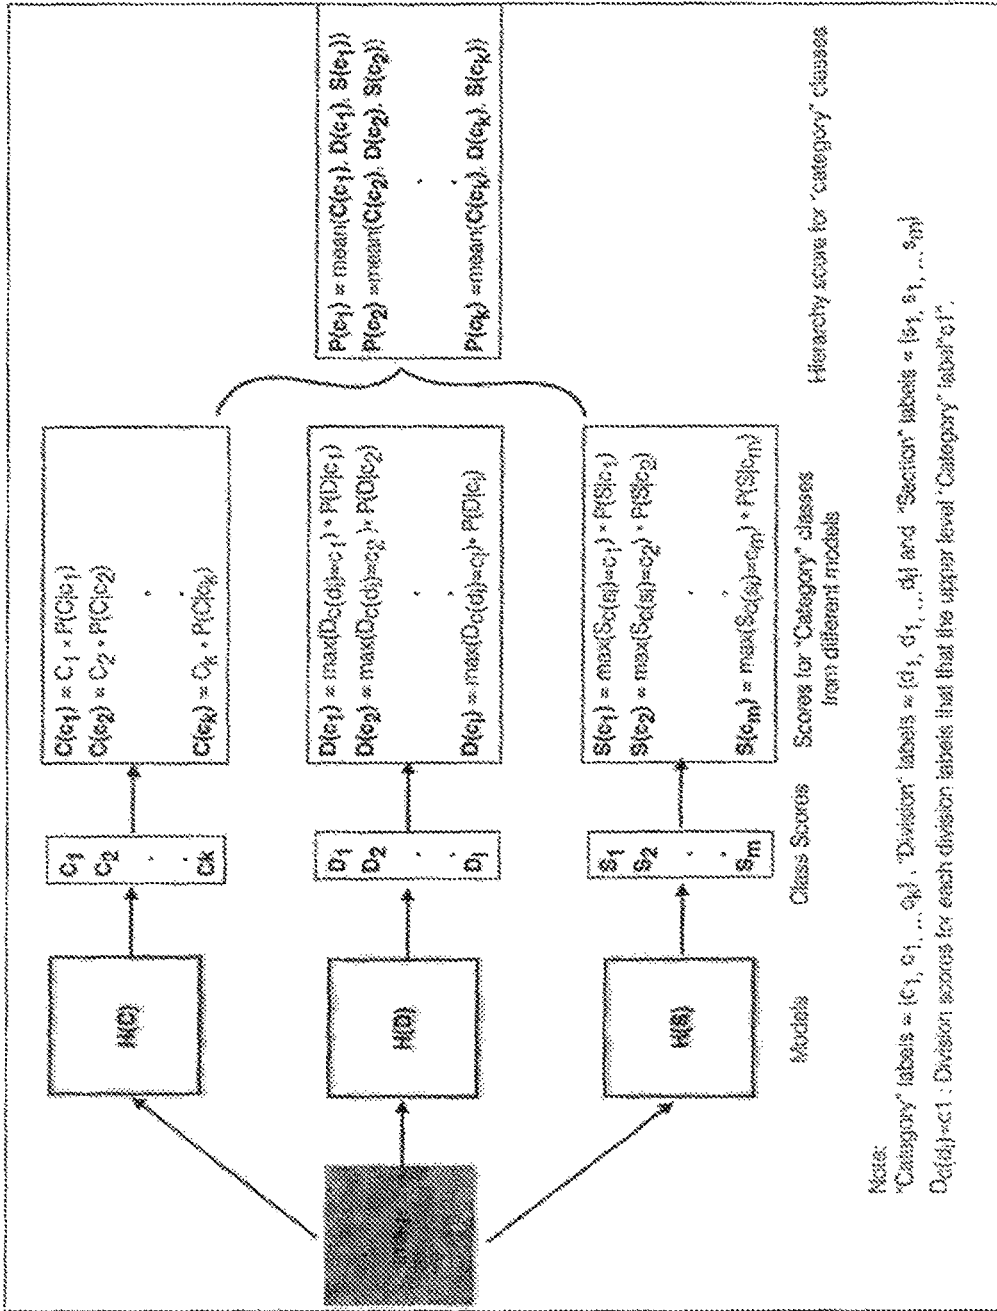 H(C)
H(D)
H(S)
Models
C1
C2
.
.
Ck
D1
D2
.
.
Dl
S1
S2
.
.
Sm
Class Scores
C(c1) = C1 * P(C|c1)
C(c2) = C2 * P(C|c2)
.
.
C(ck) = Ck * P(C|ck)
D(c1) = max(Dc(dj)=c1) * P(D|c1)
D(c2) = max(Dc(dj)=c2) * P(D|c2)
.
.
D(cl) = max(Dc(dj)=cl) * P(D|cl)
S(c1) = max(Sc(sj)=c1) * P(S|c1)
S(c2) = max(Sc(sj)=c2) * P(S|c2)
.
.
S(cm) = max(Sc(sj)=cm) * P(S|cm)
Scores for "Category" classes
from different models
P(c1) = mean(C(c1), D(c1), S(c1))
P(c2) =mean(C(c2), D(c2), S(c2))
.
.
P(ck) =mean(C(ck), D(ck), S(ck))
Hierarchy score for "category" classes
Note:
"Category" labels = {c1, c1, ... ck}, "Division" labels = {d1, d1, ... dl} and "Section" labels = {s1, s1, ... sm}
Dc(dj)=c1 : Division scores for each division labels that the upper level "Category" label "c1".